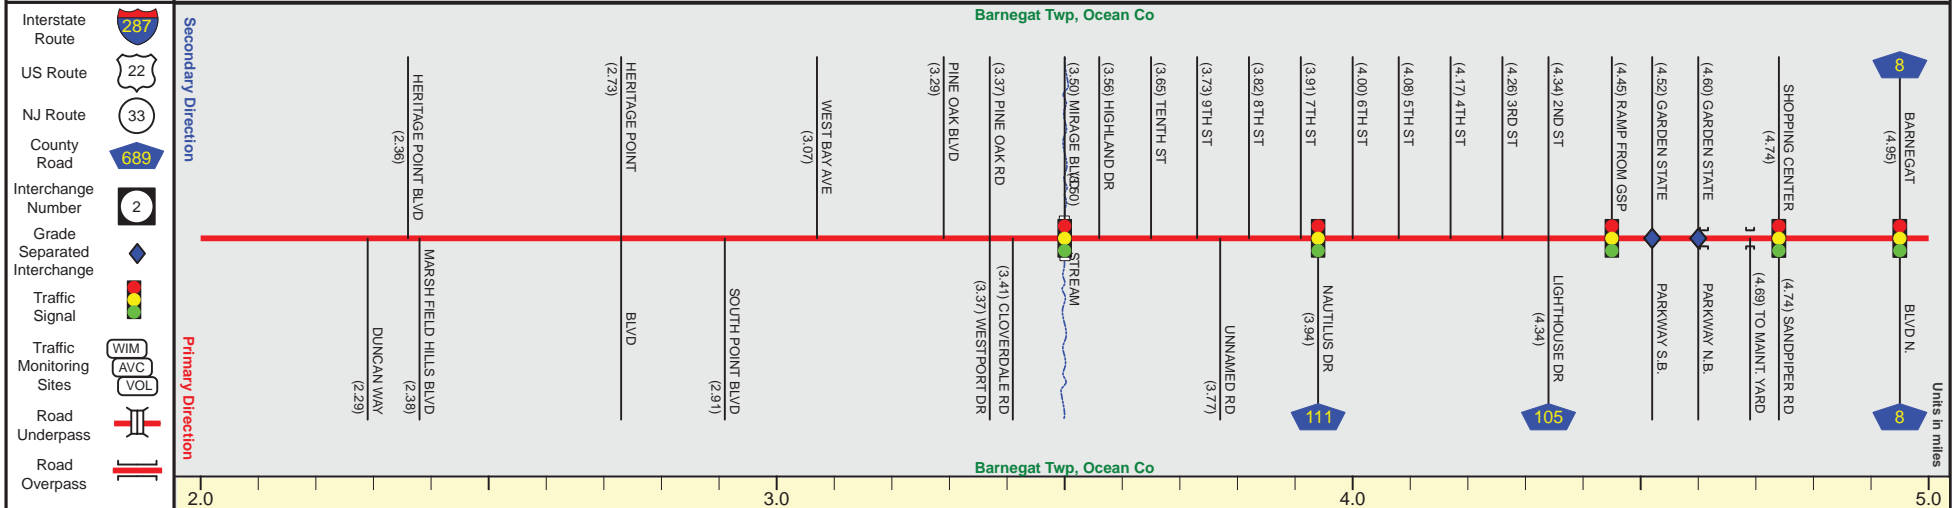 Interstate
Route
287
US Route
22
NJ Route
33
County
Road
689
Interchange
Number
2
Grade
Separated
Interchange
Traffic
Signal
Traffic
Monitoring
Sites
WIM
AVC
VOL
Road
Underpass
Road
Overpass
Secondary Direction
Primary Direction
Barnegat Twp, Ocean Co
HERITAGE POINT BLVD
(2.36)
HERITAGE POINT
(2.73)
WEST BAY AVE
(3.07)
PINE OAK BLVD
(3.29)
(3.37) PINE OAK RD
(3.50) MIRAGE BLVD
(3.50)
(3.56) HIGHLAND DR
(3.65) TENTH ST
(3.73) 9TH ST
(3.82) 8TH ST
(3.91) 7TH ST
(4.00) 6TH ST
(4.08) 5TH ST
(4.17) 4TH ST
(4.26) 3RD ST
(4.34) 2ND ST
(4.45) RAMP FROM GSP
(4.52) GARDEN STATE
(4.60) GARDEN STATE
SHOPPING CENTER
(4.74)
8
BARNEGAT
(4.95)
DUNCAN WAY
(2.29)
MARSH FIELD HILLS BLVD
(2.38)
BLVD
SOUTH POINT BLVD
(2.91)
(3.37) WESTPORT DR
(3.41) CLOVERDALE RD
STREAM
UNNAMED RD
(3.77)
NAUTILUS DR
(3.94)
111
LIGHTHOUSE DR
(4.34)
105
PARKWAY S.B.
PARKWAY N.B.
(4.69) TO MAINT. YARD
(4.74) SANDPIPER RD
BLVD N.
8
Units in miles
Barnegat Twp, Ocean Co
2.0
3.0
4.0
5.0